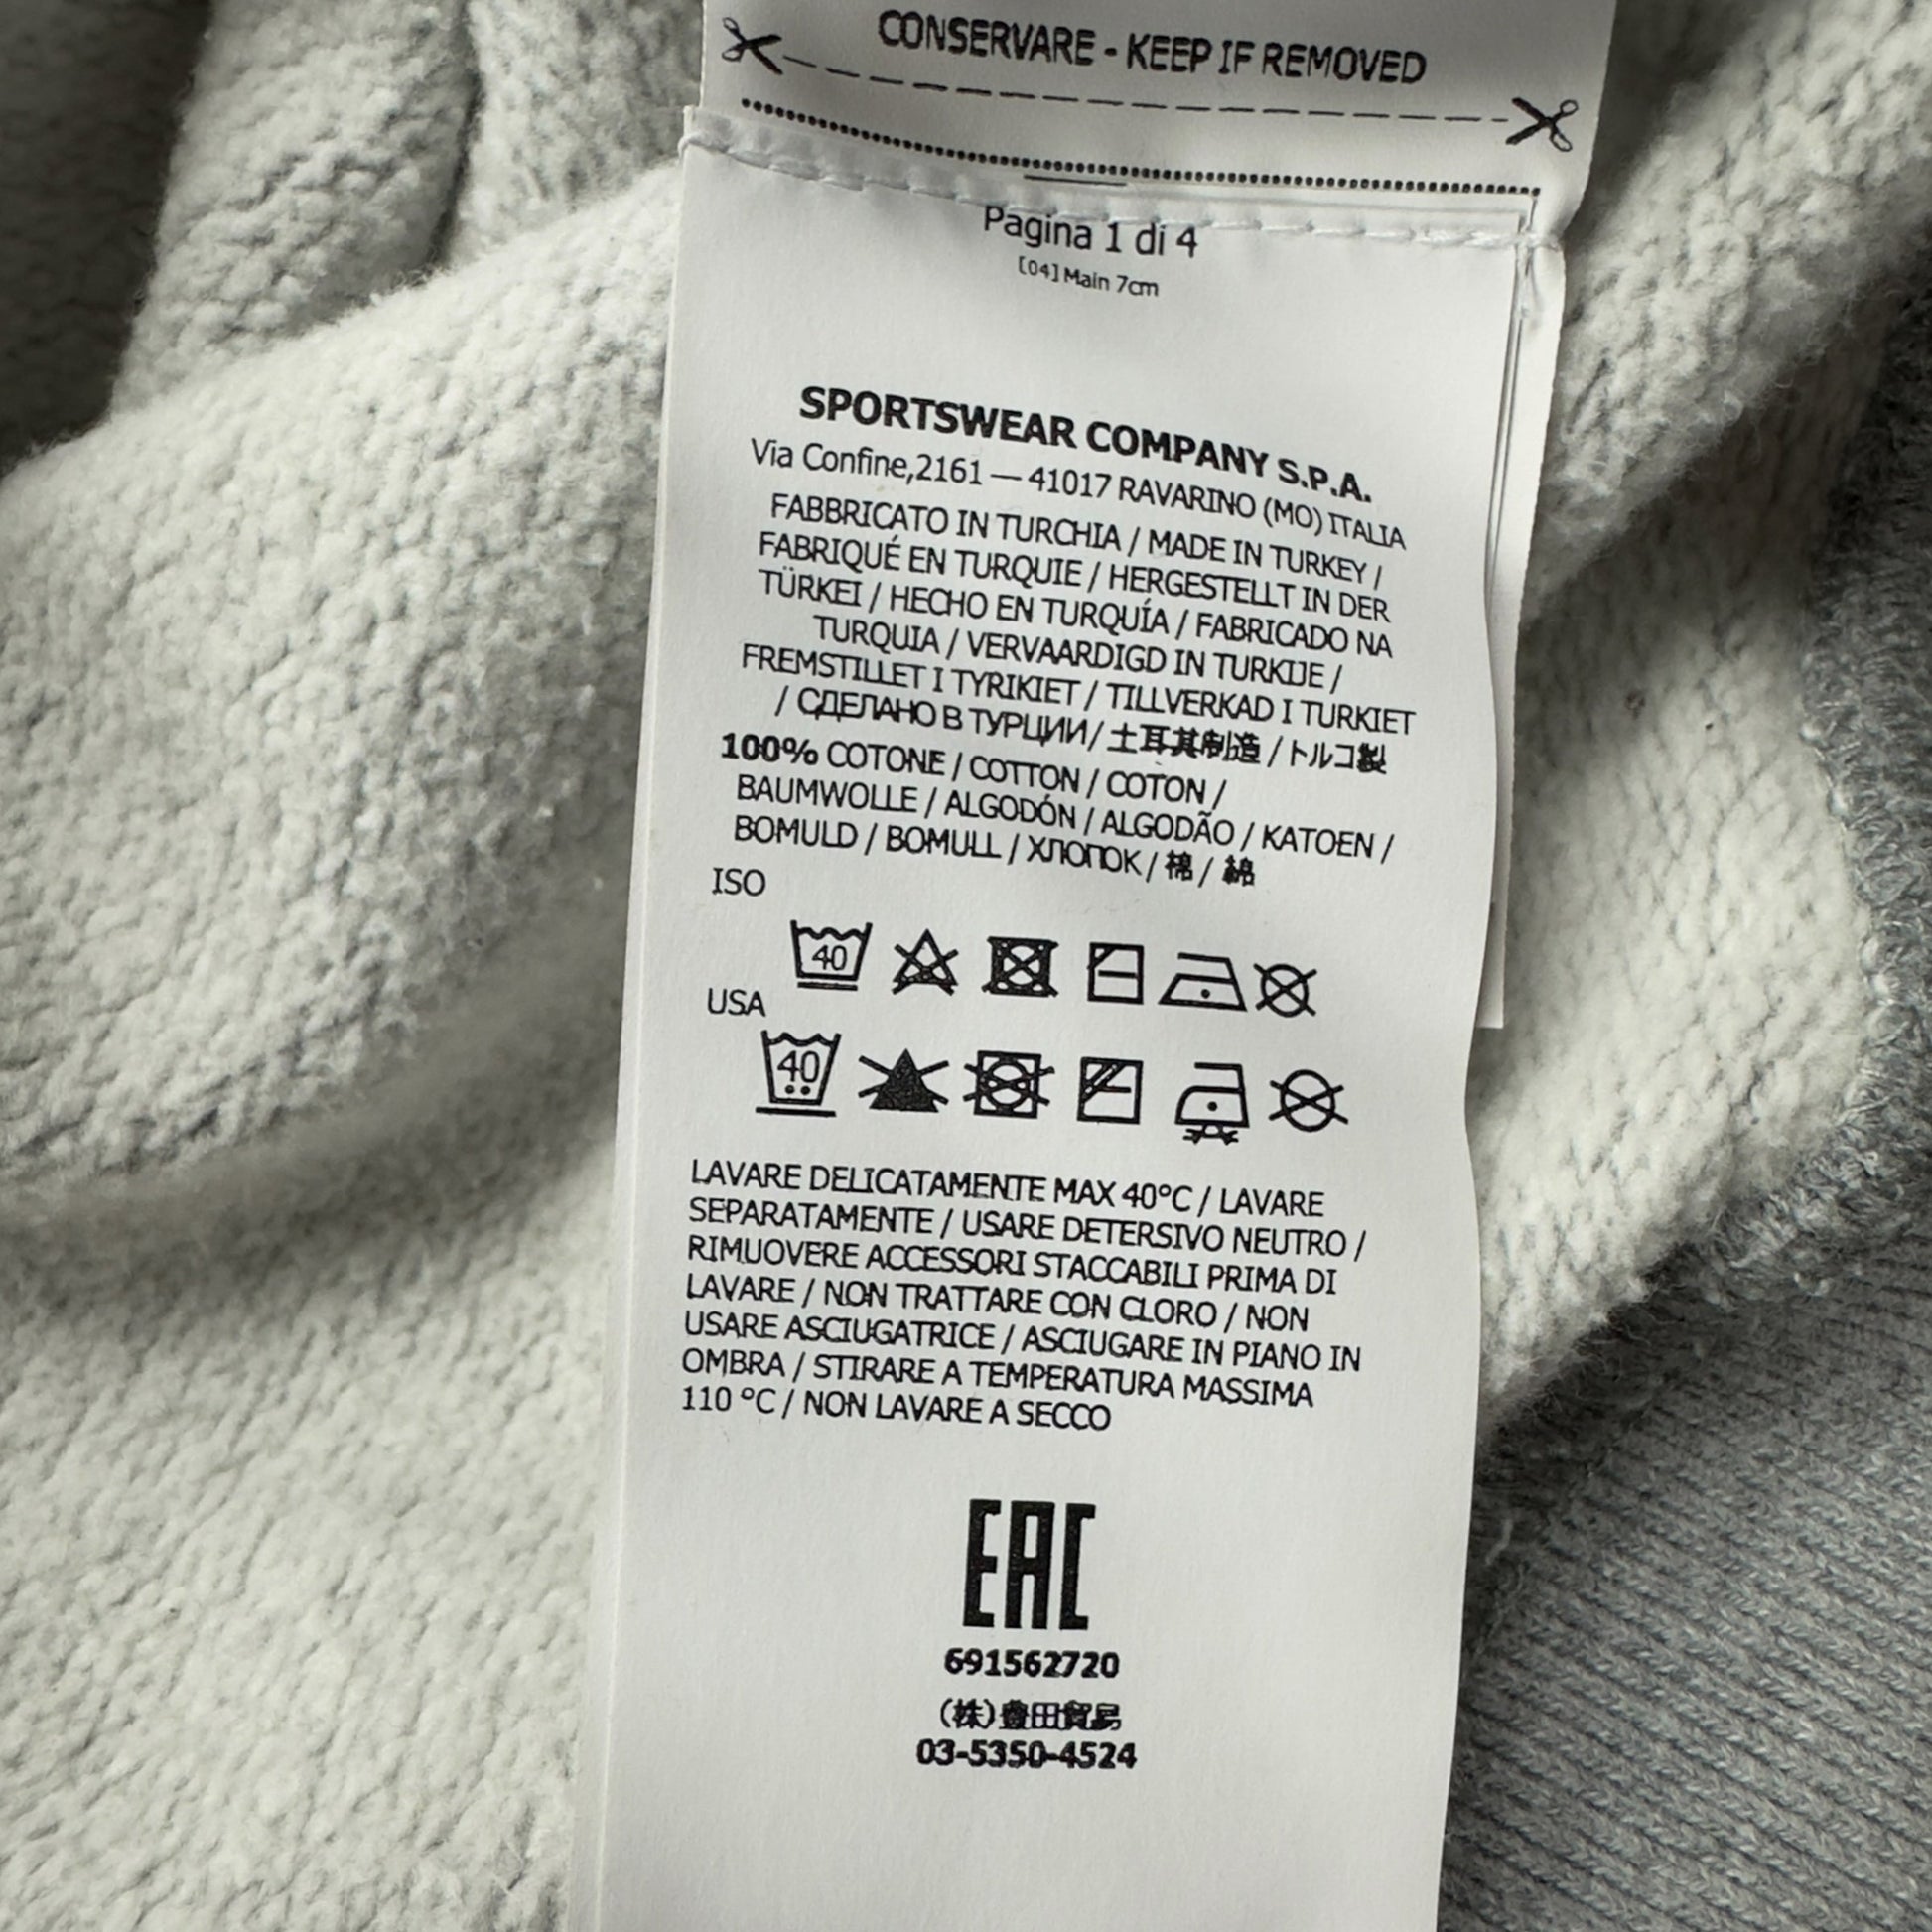 CONSERVARE - KEEP IF REMOVED
Pagina 1 di 4
[04] Main 7cm
SPORTSWEAR COMPANY S.P.A.
Via Confine,2161 — 41017 RAVARINO (MO) ITALIA
FABBRICATO IN TURCHIA / MADE IN TURKEY /
FABRIQUÉ EN TURQUIE / HERGESTELLT IN DER
TÜRKEI / HECHO EN TURQUÍA / FABRICADO NA
TURQUIA / VERVAARDIGD IN TURKIJE /
FREMSTILLET I TYRIKIET / TILLVERKAD I TURKIET
/ СДЕЛАНО В ТУРЦИИ/ 土耳其制造 / トルコ製
100% COTONE / COTTON / COTON /
BAUMWOLLE / ALGODÓN / ALGODÃO / KATOEN /
BOMULD / BOMULL / ХЛОПОК / 棉 / 綿
ISO
40
USA
40
LAVARE DELICATAMENTE MAX 40°C / LAVARE
SEPARATAMENTE / USARE DETERSIVO NEUTRO /
RIMUOVERE ACCESSORI STACCABILI PRIMA DI
LAVARE / NON TRATTARE CON CLORO / NON
USARE ASCIUGATRICE / ASCIUGARE IN PIANO IN
OMBRA / STIRARE A TEMPERATURA MASSIMA
110 °C / NON LAVARE A SECCO
EAC
691562720
(株)豊田貿易
03-5350-4524